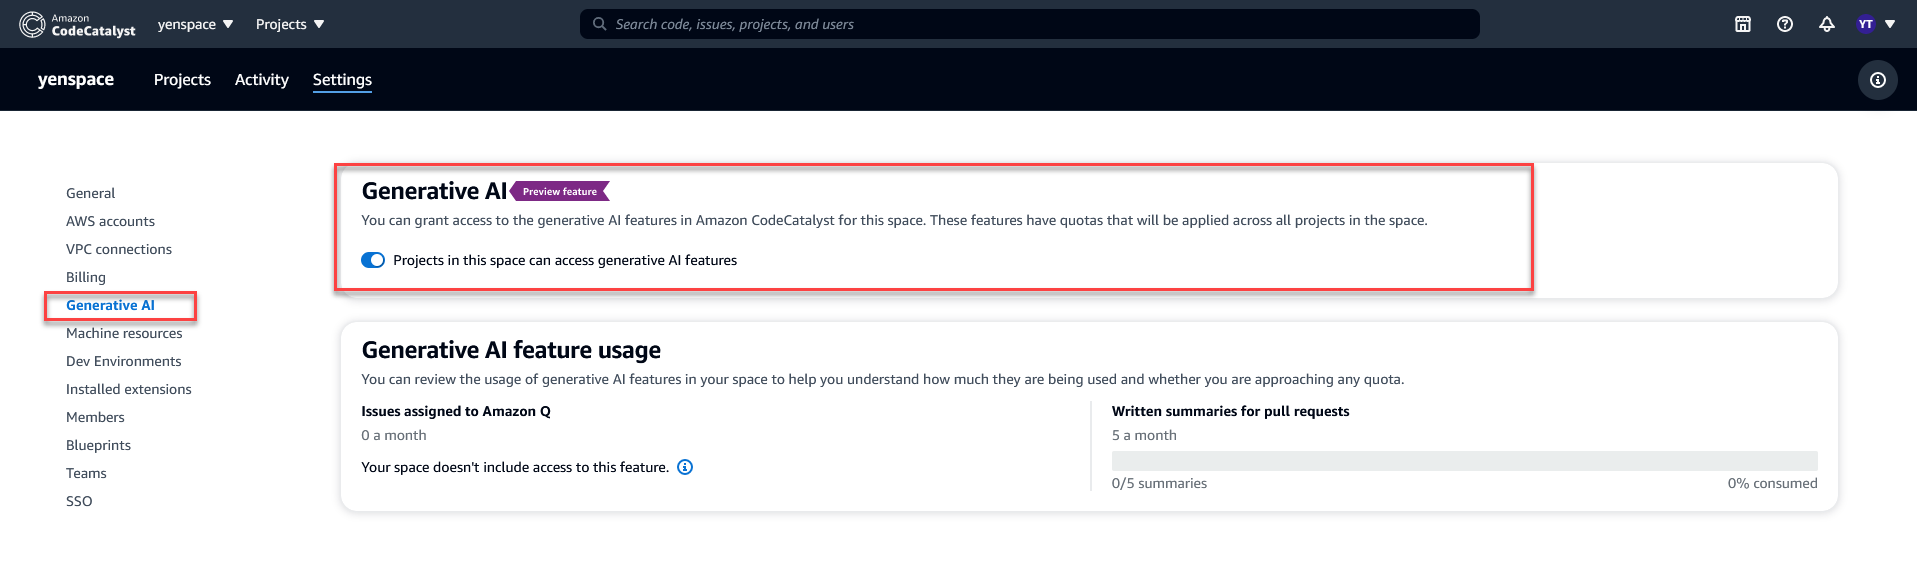 Amazon
CodeCatalyst
yenspace
Projects
Search code, issues, projects, and users
YT
yenspace
Projects
Activity
Settings
General
AWS accounts
VPC connections
Billing
Generative AI
Machine resources
Dev Environments
Installed extensions
Members
Blueprints
Teams
SSO
Generative AI
Preview feature
You can grant access to the generative AI features in Amazon CodeCatalyst for this space. These features have quotas that will be applied across all projects in the space.
Projects in this space can access generative AI features
Generative AI feature usage
You can review the usage of generative AI features in your space to help you understand how much they are being used and whether you are approaching any quota.
Issues assigned to Amazon Q
0 a month
Your space doesn't include access to this feature.
Written summaries for pull requests
5 a month
0/5 summaries
0% consumed